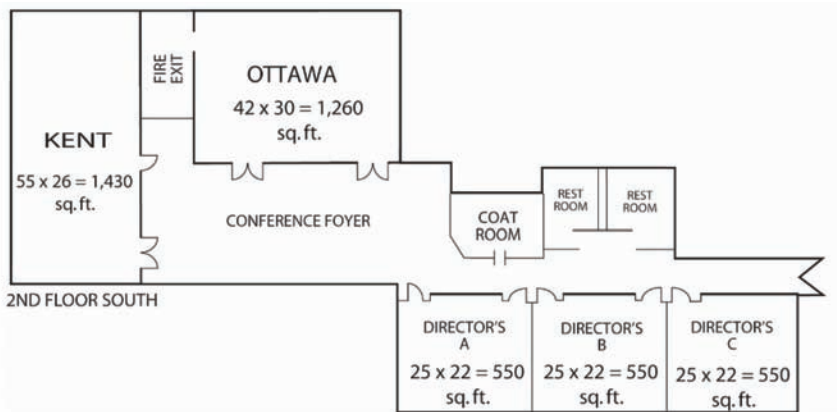 FIRE
EXIT
OTTAWA
42 x 30 = 1,260
sq. ft.
KENT
55 x 26 = 1,430
sq. ft.
CONFERENCE FOYER
COAT
ROOM
REST
ROOM
REST
ROOM
2ND FLOOR SOUTH
DIRECTOR'S
A
25 x 22 = 550
sq. ft.
DIRECTOR'S
B
25 x 22 = 550
sq. ft.
DIRECTOR'S
C
25 x 22 = 550
sq. ft.